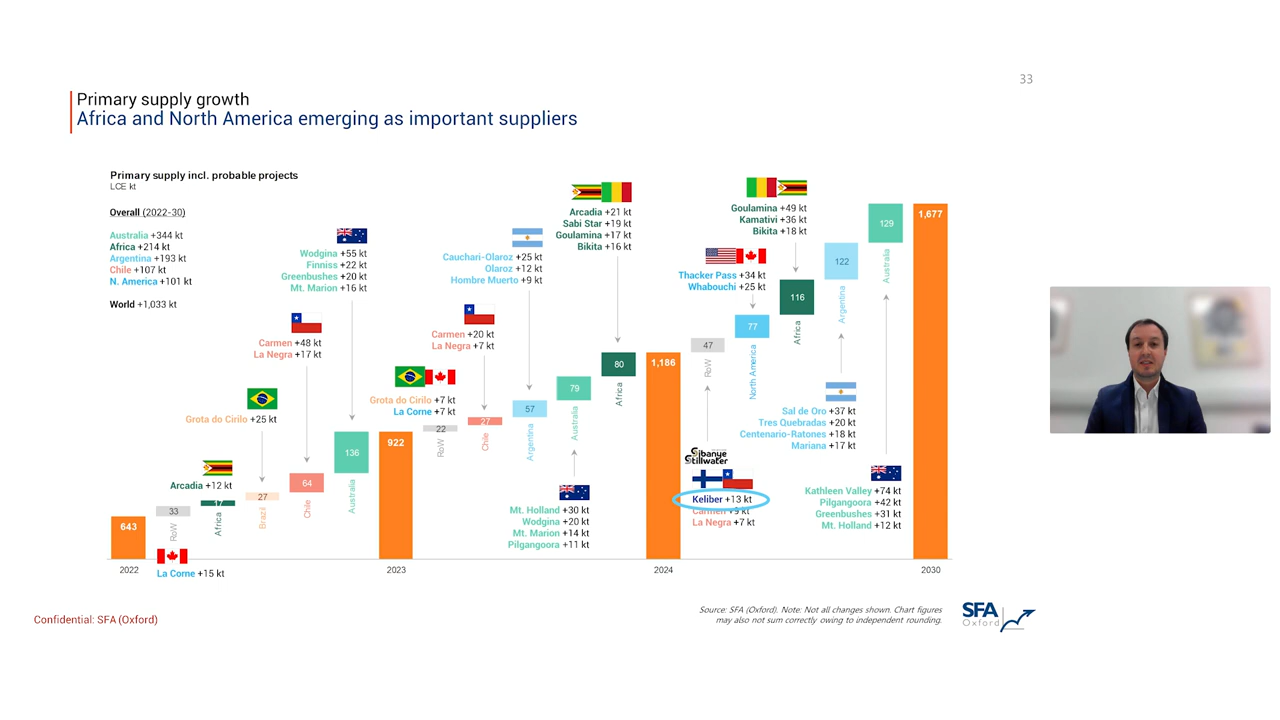 33
Primary supply growth
Africa and North America emerging as important suppliers
Primary supply incl. probable projects
LCE kt
Overall (2022-30)
Australia +344 kt
Africa +214 kt
Argentina +193 kt
Chile +107 kt
N. America +101 kt
World +1,033 kt
643
2022
33
RoW
La Corne +15 kt
Arcadia +12 kt
17
Africa
Grota do Cirilo +25 kt
27
Brazil
Carmen +48 kt
La Negra +17 kt
64
Chile
Wodgina +55 kt
Finniss +22 kt
Greenbushes +20 kt
Mt. Marion +16 kt
136
Australia
922
2023
Grota do Cirilo +7 kt
La Corne +7 kt
22
RoW
Carmen +20 kt
La Negra +7 kt
27
Chile
Cauchari-Olaroz +25 kt
Olaroz +12 kt
Hombre Muerto +9 kt
57
Argentina
79
Australia
Mt. Holland +30 kt
Wodgina +20 kt
Mt. Marion +14 kt
Pilgangoora +11 kt
Arcadia +21 kt
Sabi Star +19 kt
Goulamina +17 kt
Bikita +16 kt
80
Africa
1,186
2024
47
RoW
Sibanye
Stillwater
Keliber +13 kt
Carmen +9 kt
La Negra +7 kt
Thacker Pass +34 kt
Whabouchi +25 kt
77
North America
Goulamina +49 kt
Kamativi +36 kt
Bikita +18 kt
116
Africa
122
Argentina
Sal de Oro +37 kt
Tres Quebradas +20 kt
Centenario-Ratones +18 kt
Mariana +17 kt
129
Australia
Kathleen Valley +74 kt
Pilgangoora +42 kt
Greenbushes +31 kt
Mt. Holland +12 kt
1,677
2030
Confidential: SFA (Oxford)
Source: SFA (Oxford). Note: Not all changes shown. Chart figures
may also not sum correctly owing to independent rounding.
SFA
Oxford